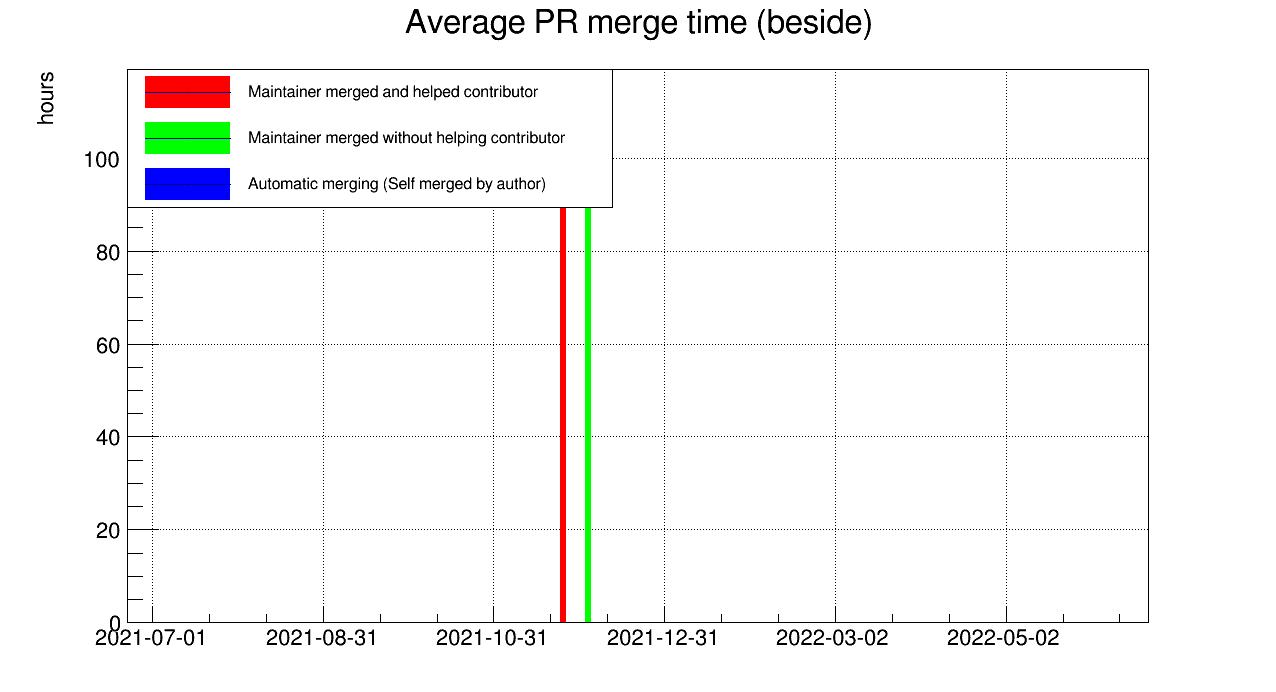 Average PR merge time (beside)
hours
Maintainer merged and helped contributor
Maintainer merged without helping contributor
Automatic merging (Self merged by author)
100
80
60
40
20
0
2021-07-01 2021-08-31 2021-10-31 2021-12-31 2022-03-02 2022-05-02